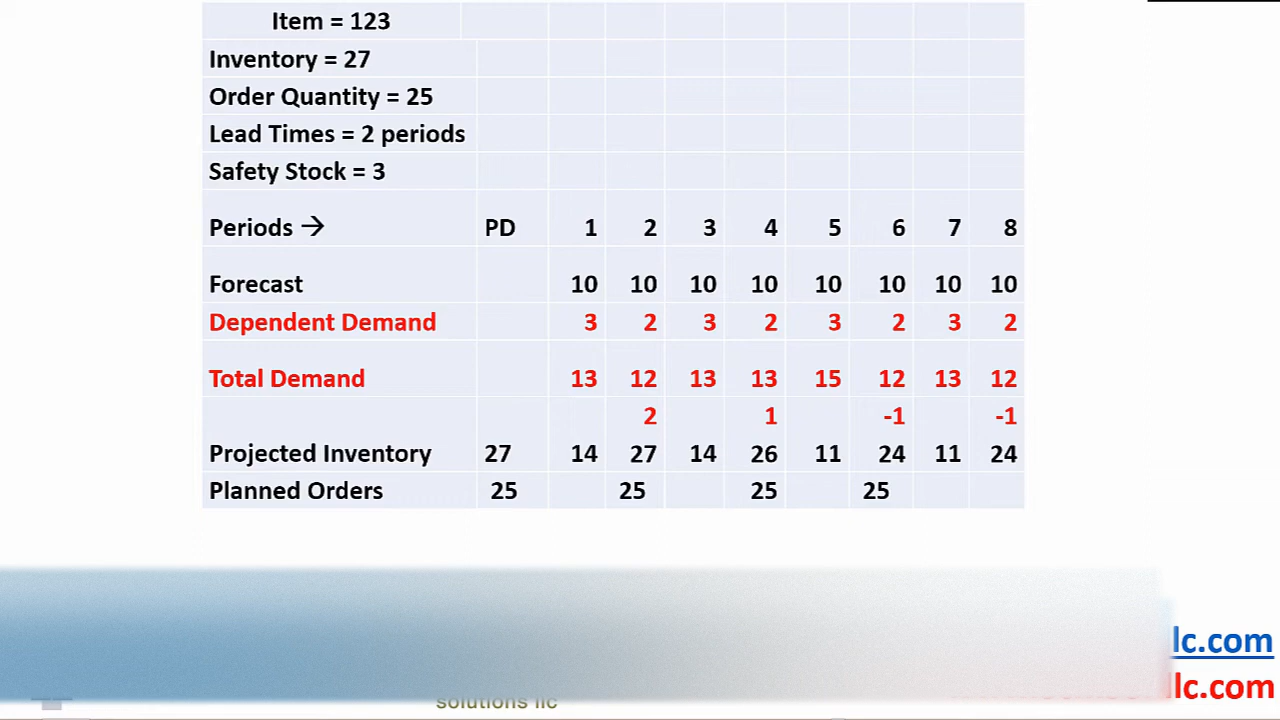 Item = 123
Inventory = 27
Order Quantity = 25
Lead Times = 2 periods
Safety Stock = 3
Periods → PD 1 2 3 4 5 6 7 8
Forecast 10 10 10 10 10 10 10 10
Dependent Demand 3 2 3 2 3 2 3 2
Total Demand 13 12 13 13 15 12 13 12
2 1 -1 -1
Projected Inventory 27 14 27 14 26 11 24 11 24
Planned Orders 25 25 25 25
lc.com
llc.com
solutions llc